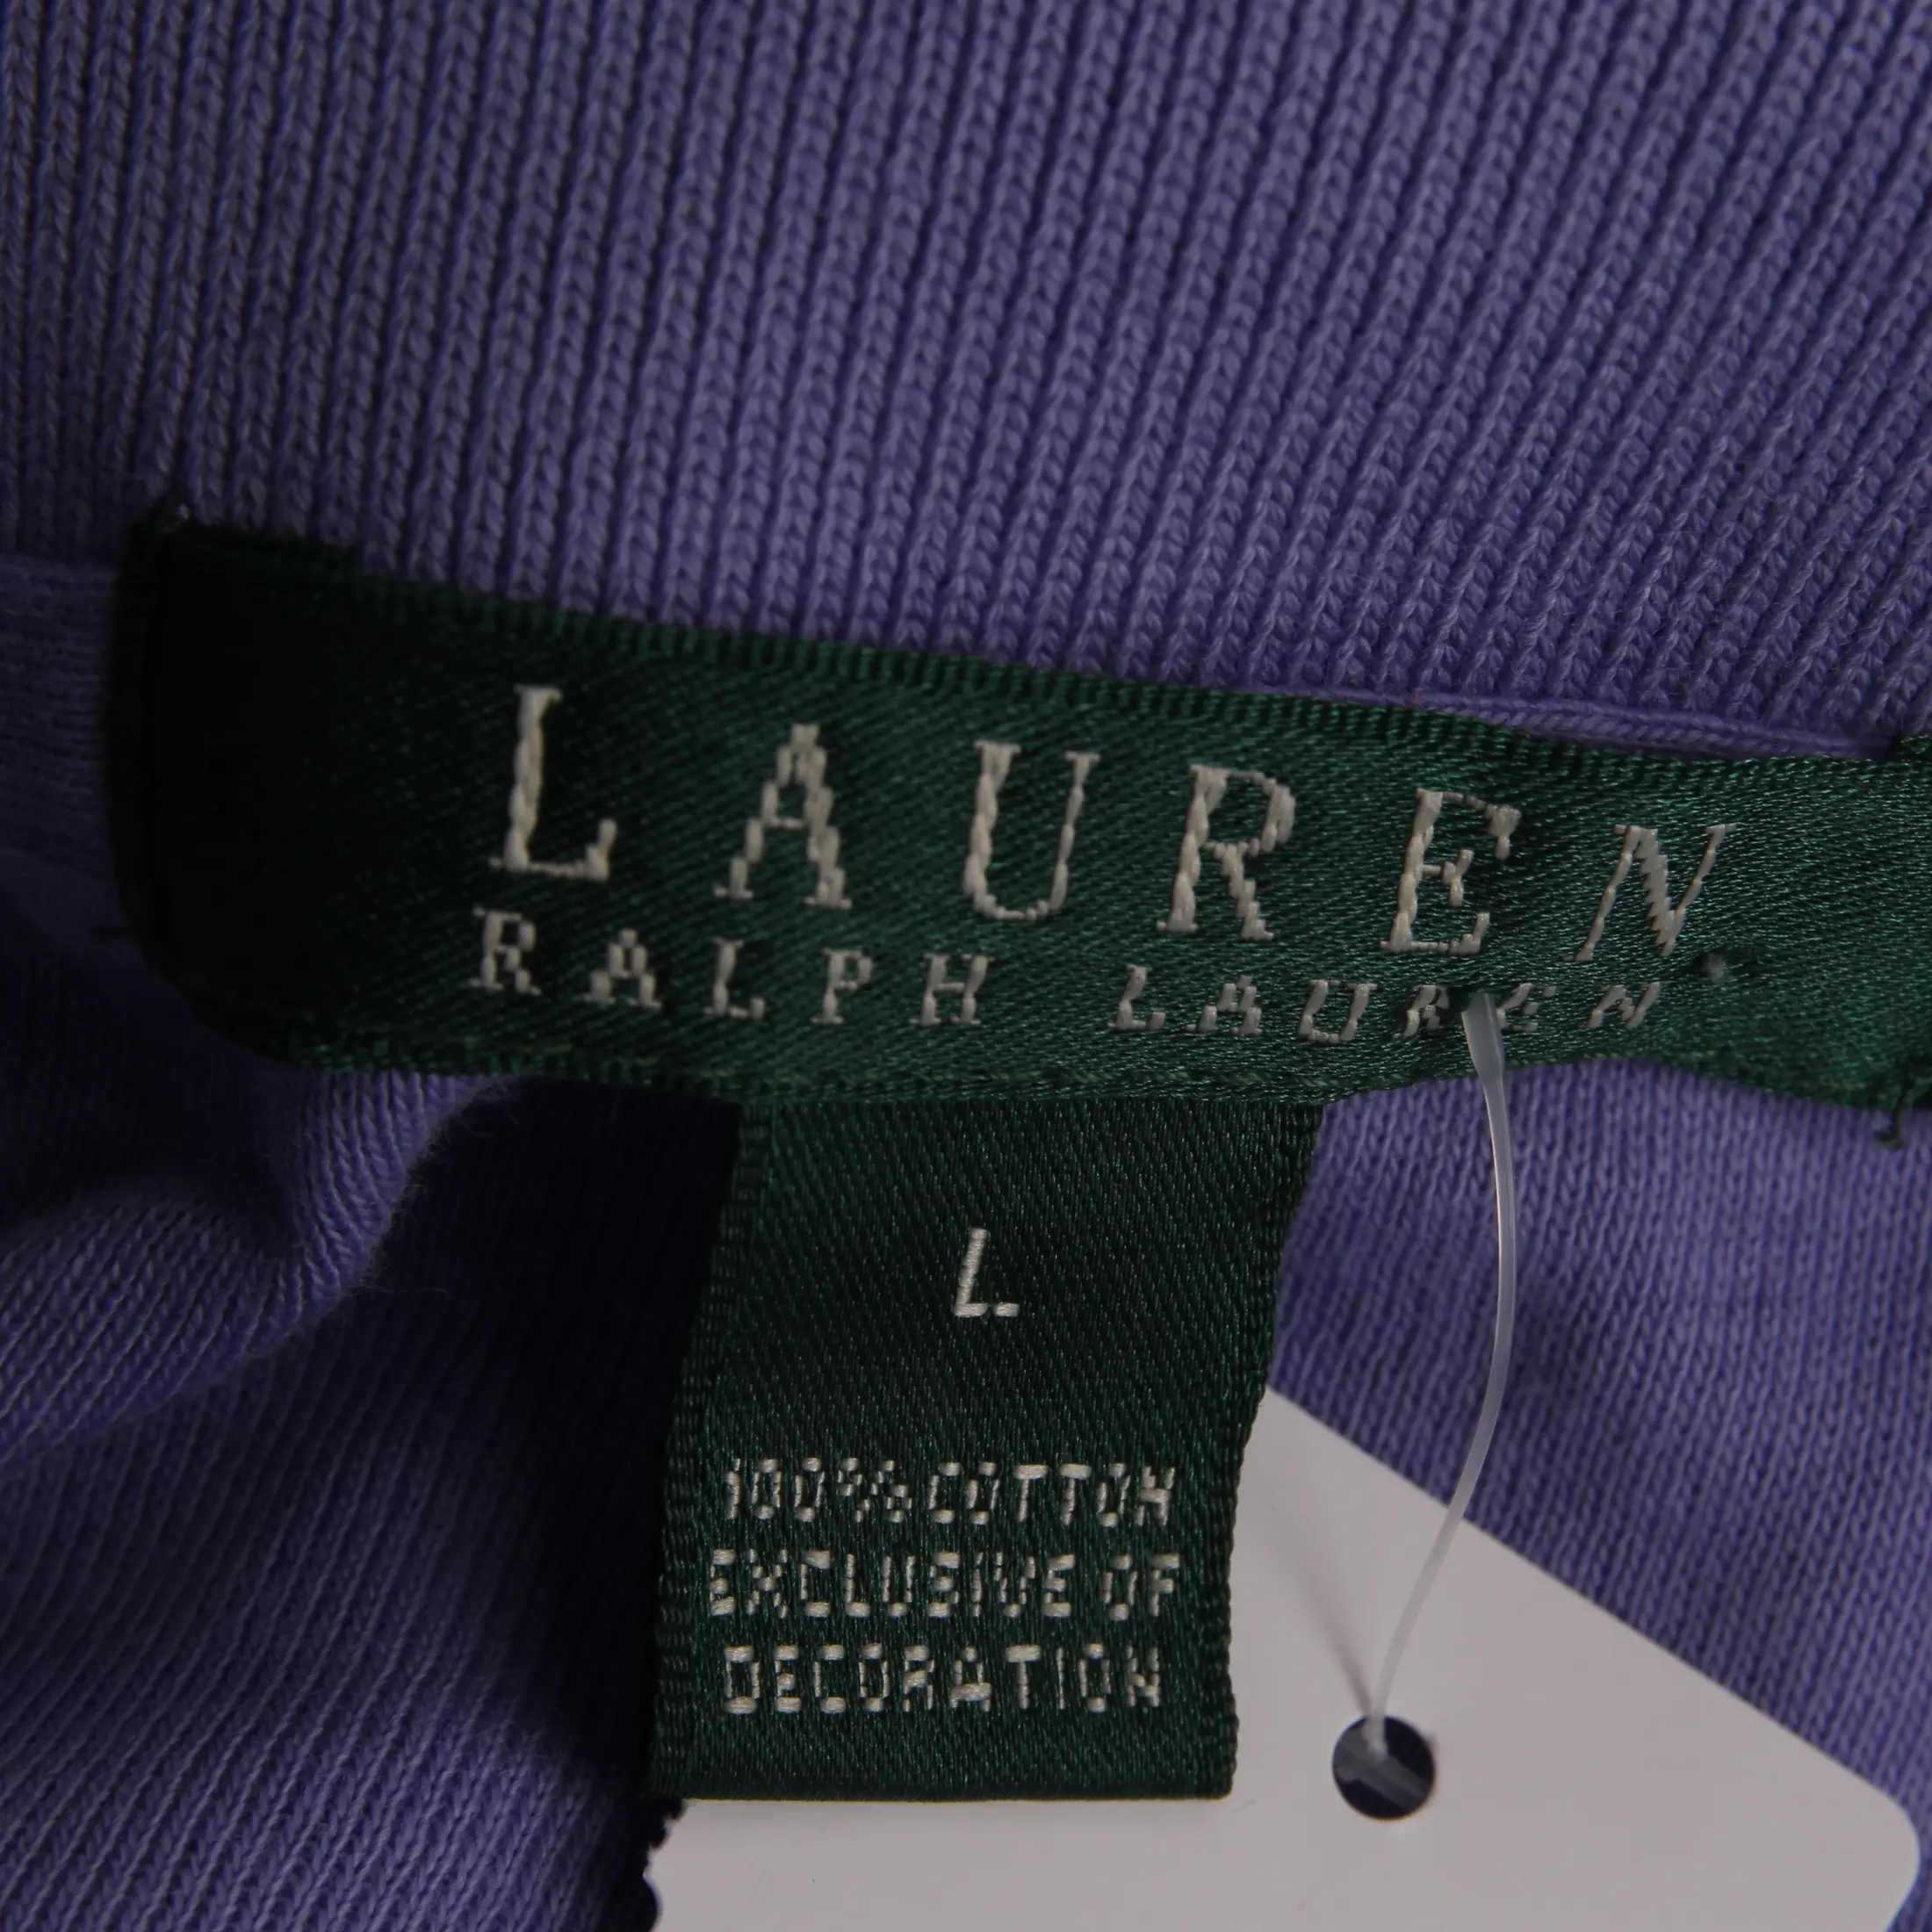 LAUREN
RALPH LAUREN
L
100% COTTON
EXCLUSIVE OF
DECORATION